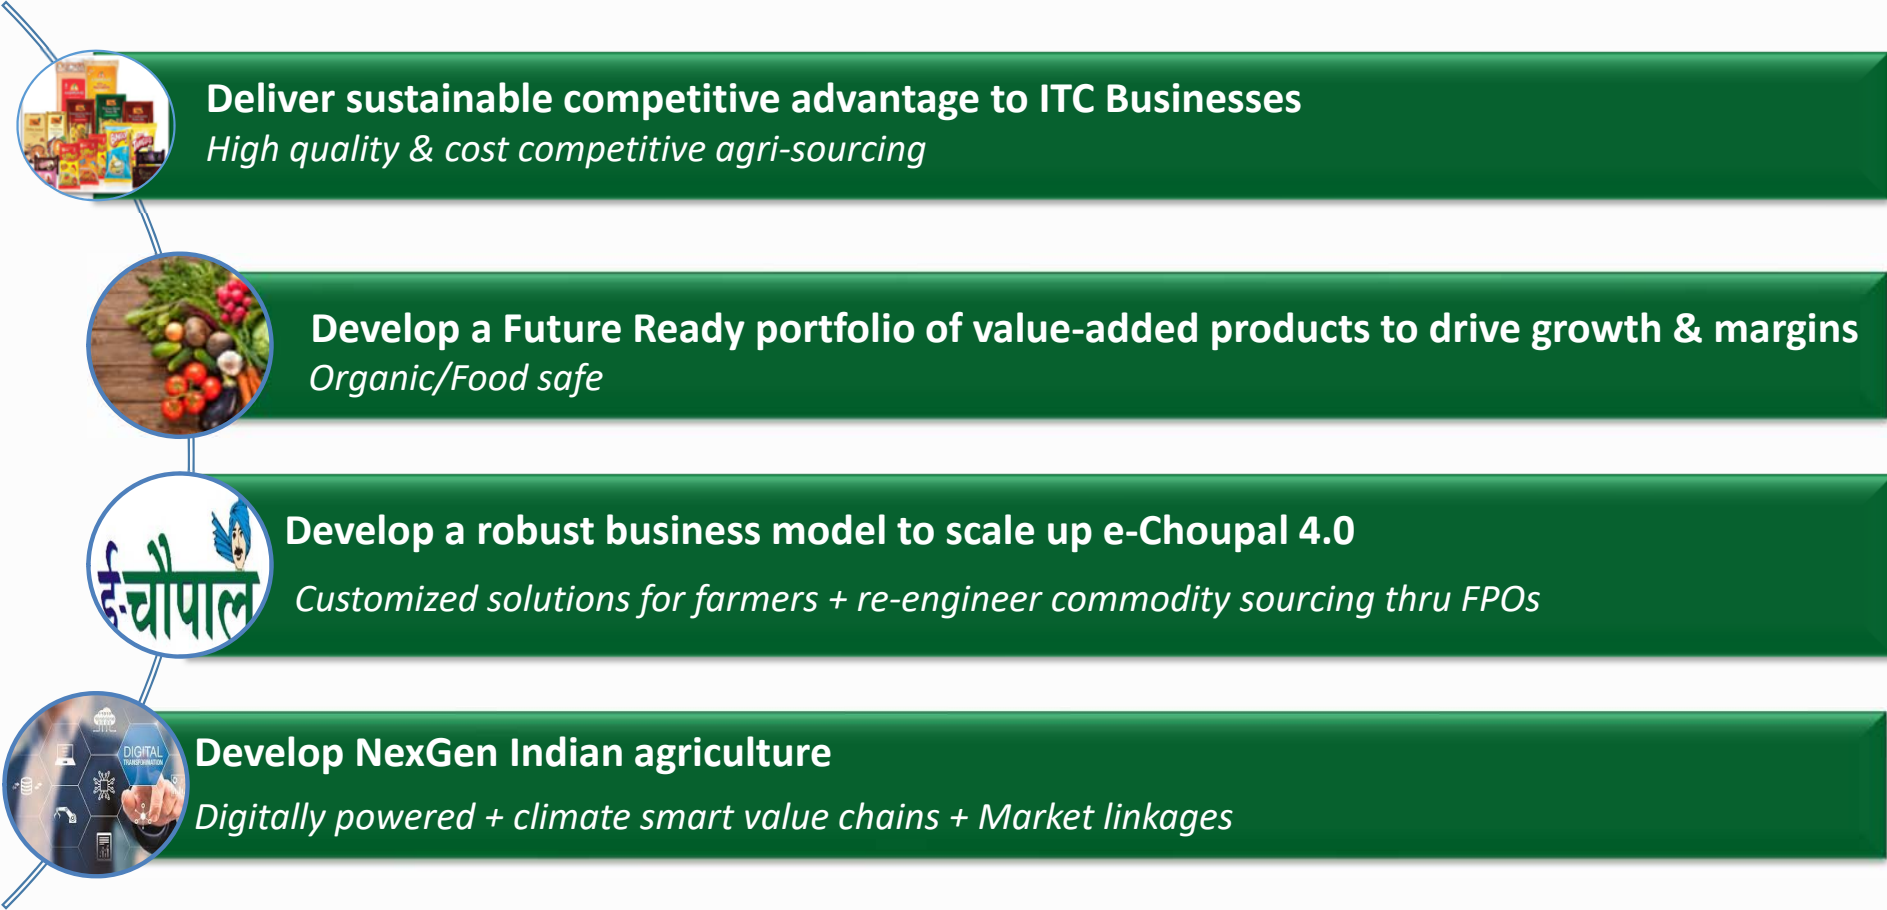 Deliver sustainable competitive advantage to ITC Businesses
High quality & cost competitive agri-sourcing
Develop a Future Ready portfolio of value-added products to drive growth & margins
Organic/Food safe
ई-चौपाल
Develop a robust business model to scale up e-Choupal 4.0
Customized solutions for farmers + re-engineer commodity sourcing thru FPOs
DIGITAL
TRANSFORMATION
Develop NexGen Indian agriculture
Digitally powered + climate smart value chains + Market linkages